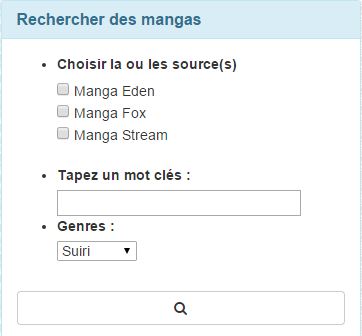 Rechercher des mangas
Choisir la ou les source(s)
Manga Eden
Manga Fox
Manga Stream
Tapez un mot clés :
Genres :
Suiri